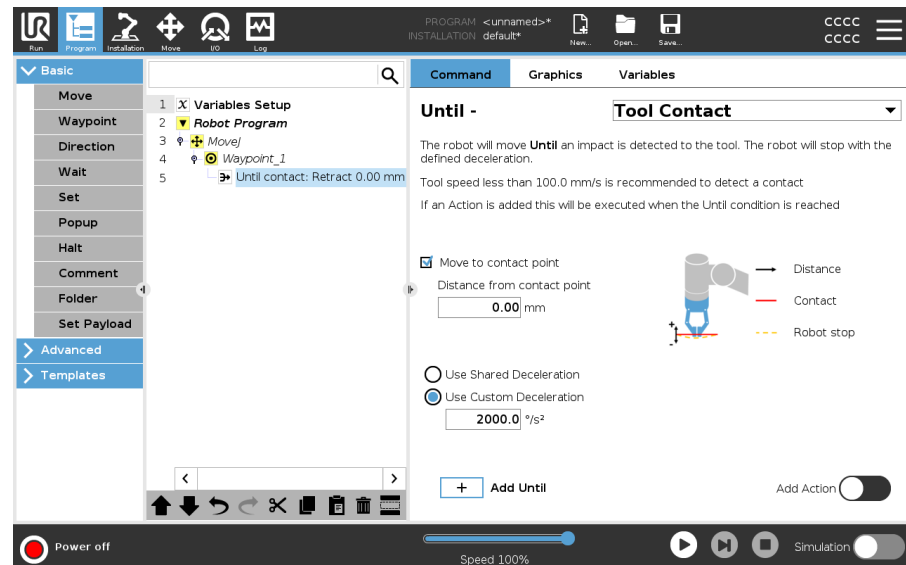 PROGRAM <unnamed>*
INSTALLATION default*
CCCC
CCCC
Run Program Installation Move I/O Log New... Open... Save...
Basic
Move
Waypoint
Direction
Wait
Set
Popup
Halt
Comment
Folder
Set Payload
Advanced
Templates
1 X Variables Setup
2 Robot Program
3 MoveJ
4 Waypoint_1
5 Until contact: Retract 0.00 mm
Command Graphics Variables
Until - Tool Contact
The robot will move Until an impact is detected to the tool. The robot will stop with the
defined deceleration.
Tool speed less than 100.0 mm/s is recommended to detect a contact
If an Action is added this will be executed when the Until condition is reached
Move to contact point
Distance from contact point
0.00 mm
Distance
Contact
Robot stop
+
-
Use Shared Deceleration
Use Custom Deceleration
2000.0 °/s²
+ Add Until
Add Action
Power off
Speed 100%
Simulation